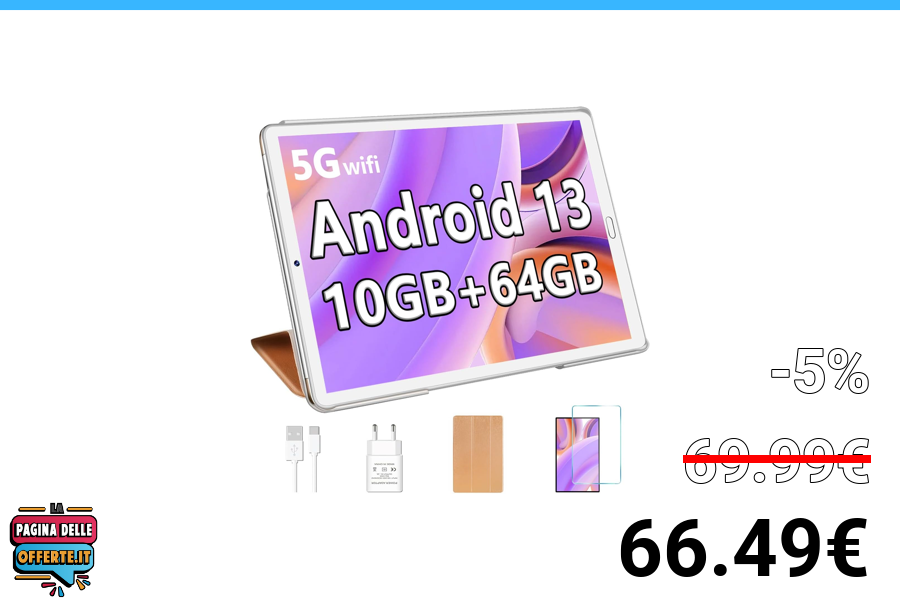 5G wifi
Android 13
10GB+64GB
-5%
69.99€
66.49€
LA
PAGINA DELLE
OFFERTE.IT